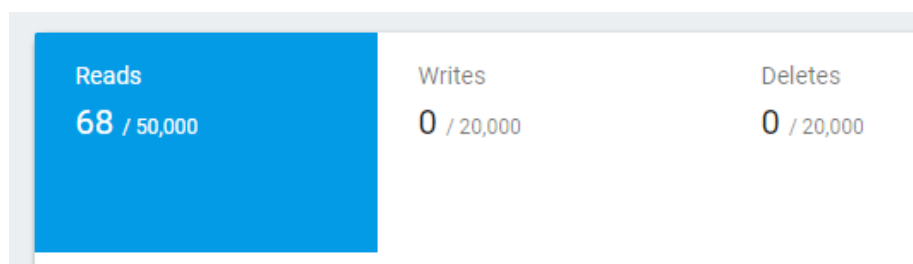 Reads
68 / 50,000
Writes
0 / 20,000
Deletes
0 / 20,000